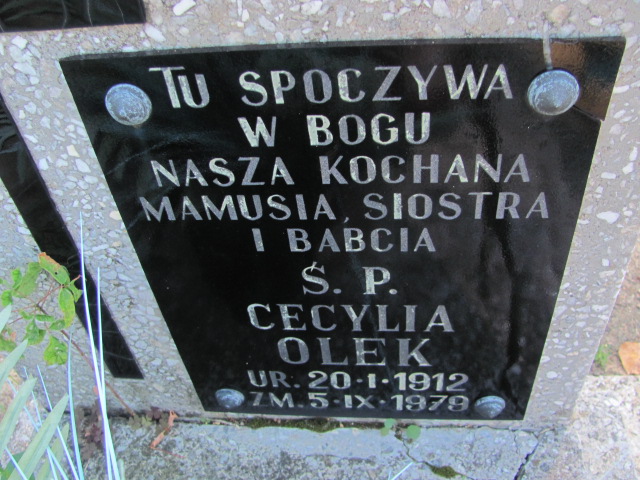 TU SPOCZYWA
W BOGU
NASZA KOCHANA
MAMUSIA, SIOSTRA
I BABCIA
Ś. P.
CECYLIA
OLEK
UR. 20-I-1912
ZM. 5-IX-1979